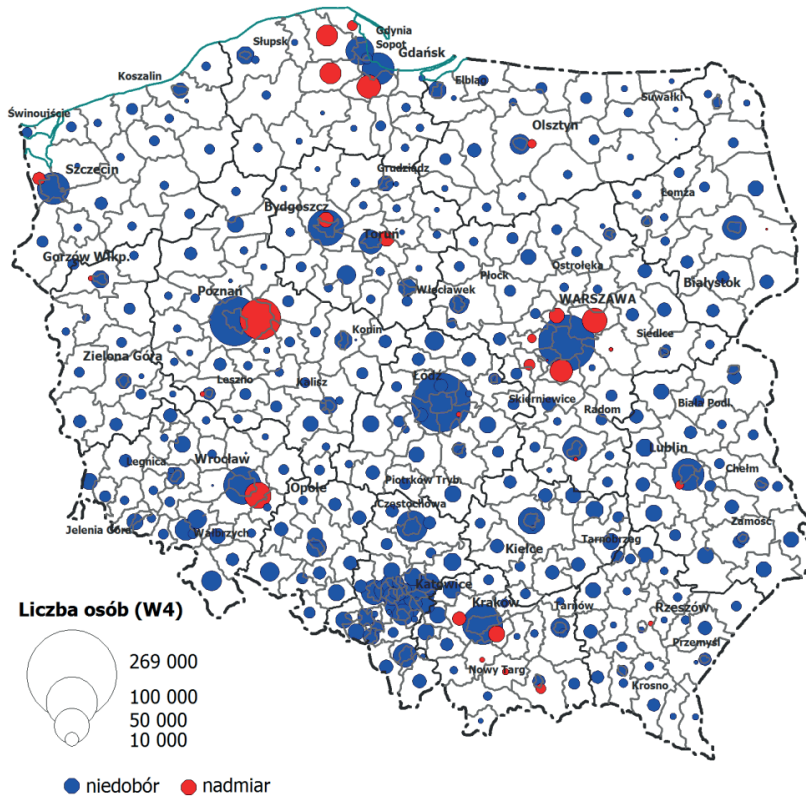 Gdynia
Słupsk
Sopot
Gdańsk
Koszalin
Elbląg
Suwałki
Świnoujście
Olsztyn
Szczecin
Grudziądz
Łomża
Bydgoszcz
Toruń
Gorzów Wlkp.
Ostrołęka
Płock
Białystok
Włęcławek
Poznań
WARSZAWA
Konin
Siedlce
Zielona Góra
Łódź
Leszno
Kalisz
Skierniewice
Biała Podl.
Radom
Lublin
Wrocław
Legnica
Chełm
Piotrków Tryb.
Opole
Częstochowa
Zamość
Jelenia Góra
Wałbrzych
Tarnobrzeg
Kielce
Katowice
Kraków
Tarnów
Rzeszów
Przemyśl
Nowy Targ
Krosno
Liczba osób (W4)
269 000
100 000
50 000
10 000
niedobór
nadmiar